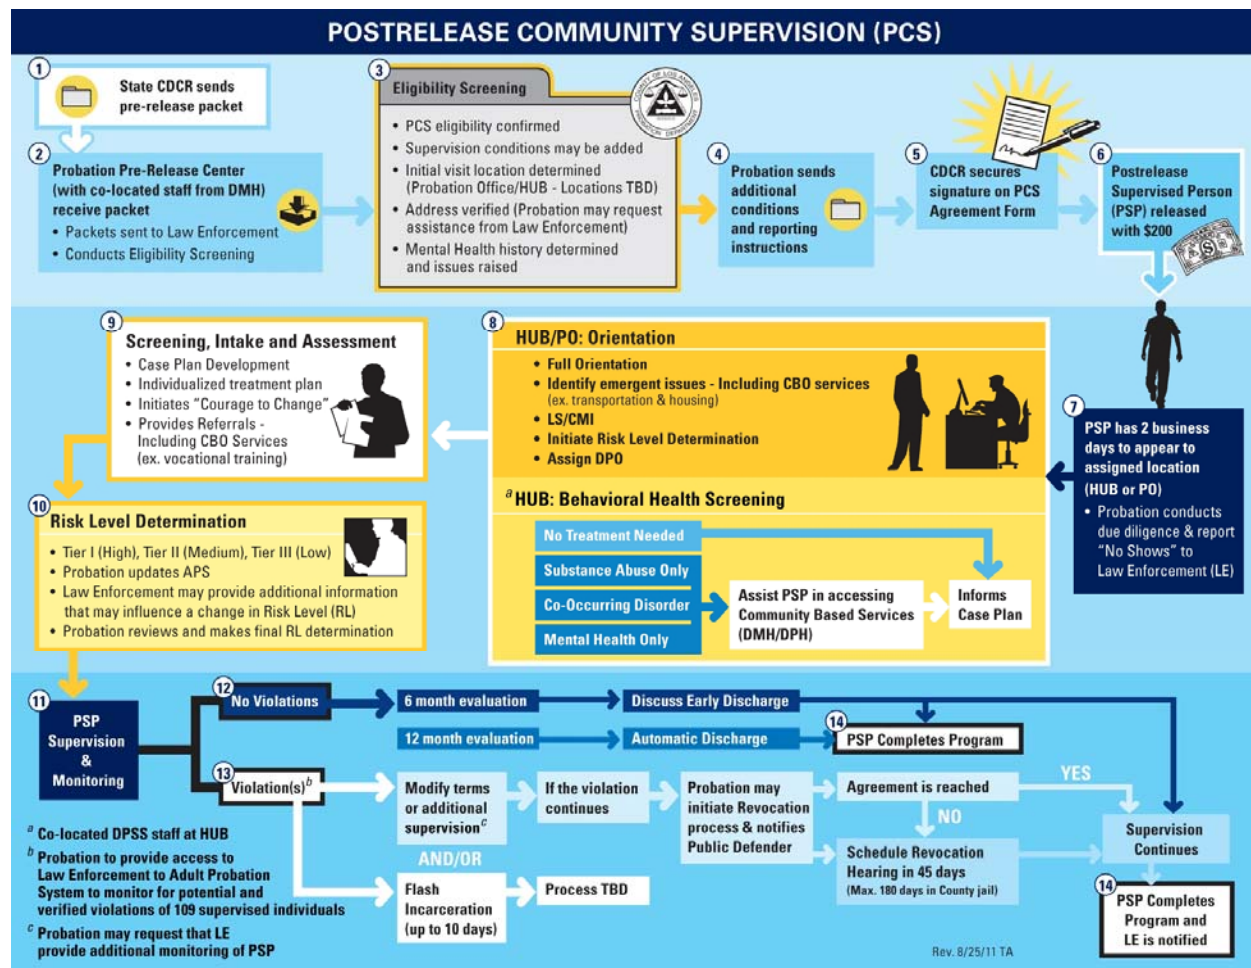 POSTRELEASE COMMUNITY SUPERVISION (PCS)
1
State CDCR sends
pre-release packet
2
Probation Pre-Release Center
(with co-located staff from DMH)
receive packet
• Packets sent to Law Enforcement
• Conducts Eligibility Screening
3
Eligibility Screening
COUNTY OF LOS ANGELES
PROBATION DEPARTMENT
• PCS eligibility confirmed
• Supervision conditions may be added
• Initial visit location determined
(Probation Office/HUB - Locations TBD)
• Address verified (Probation may request
assistance from Law Enforcement)
• Mental Health history determined
and issues raised
4
Probation sends
additional
conditions
and reporting
instructions
5
CDCR secures
signature on PCS
Agreement Form
6
Postrelease
Supervised Person
(PSP) released
with $200
7
PSP has 2 business
days to appear to
assigned location
(HUB or PO)
• Probation conducts
due diligence & report
"No Shows" to
Law Enforcement (LE)
8
HUB/PO: Orientation
• Full Orientation
• Identify emergent issues - Including CBO services
(ex. transportation & housing)
• LS/CMI
• Initiate Risk Level Determination
• Assign DPO
a HUB: Behavioral Health Screening
No Treatment Needed
Substance Abuse Only
Co-Occurring Disorder
Mental Health Only
Assist PSP in accessing
Community Based Services
(DMH/DPH)
Informs
Case Plan
9
Screening, Intake and Assessment
• Case Plan Development
• Individualized treatment plan
• Initiates "Courage to Change"
• Provides Referrals -
Including CBO Services
(ex. vocational training)
10
Risk Level Determination
• Tier I (High), Tier II (Medium), Tier III (Low)
• Probation updates APS
• Law Enforcement may provide additional information
that may influence a change in Risk Level (RL)
• Probation reviews and makes final RL determination
11
PSP
Supervision
&
Monitoring
12
No Violations
6 month evaluation
Discuss Early Discharge
12 month evaluation
Automatic Discharge
14
PSP Completes Program
13
Violation(s)b
Modify terms
or additional
supervisionc
If the violation
continues
Probation may
initiate Revocation
process & notifies
Public Defender
Agreement is reached
YES
NO
Schedule Revocation
Hearing in 45 days
(Max. 180 days in County jail)
Supervision
Continues
AND/OR
Flash
Incarceration
(up to 10 days)
Process TBD
14
PSP Completes
Program and
LE is notified
a Co-located DPSS staff at HUB
b Probation to provide access to
Law Enforcement to Adult Probation
System to monitor for potential and
verified violations of 109 supervised individuals
c Probation may request that LE
provide additional monitoring of PSP
Rev. 8/25/11 TA